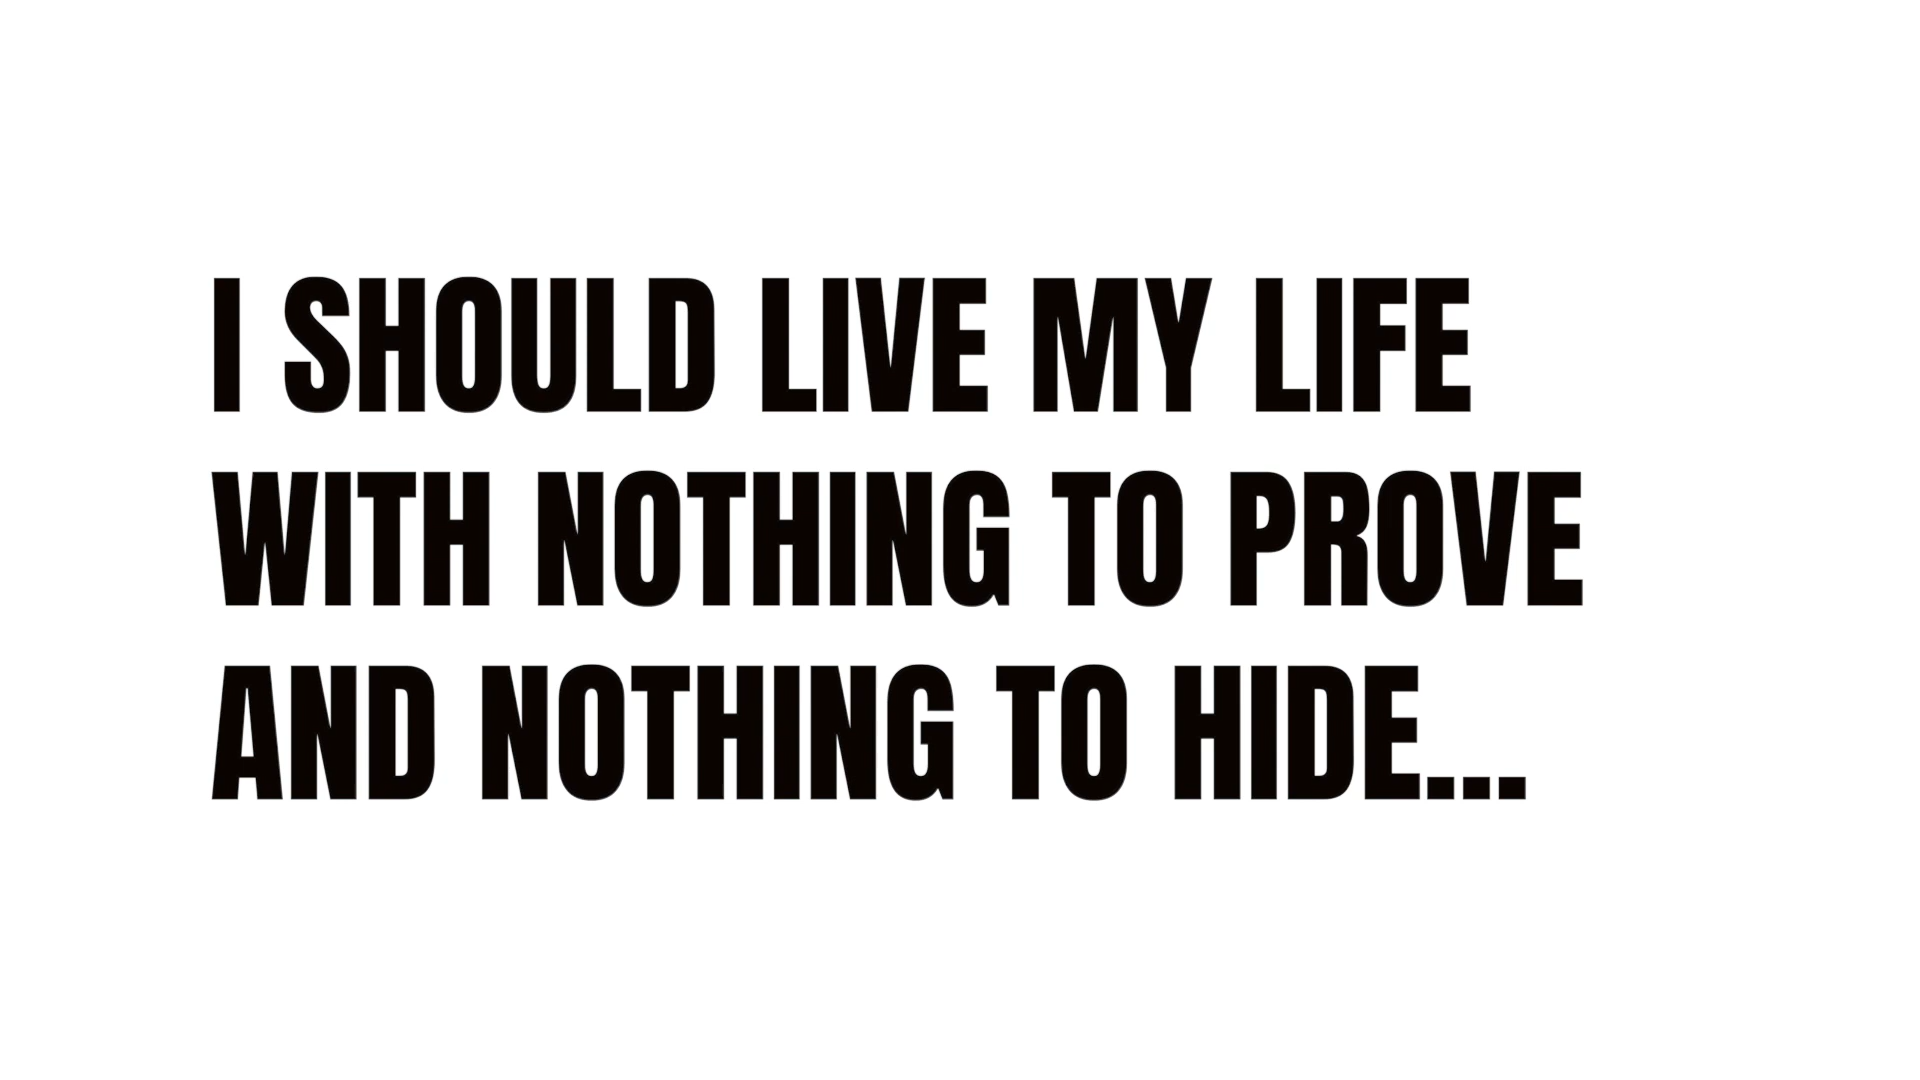 I SHOULD LIVE MY LIFE
WITH NOTHING TO PROVE
AND NOTHING TO HIDE...